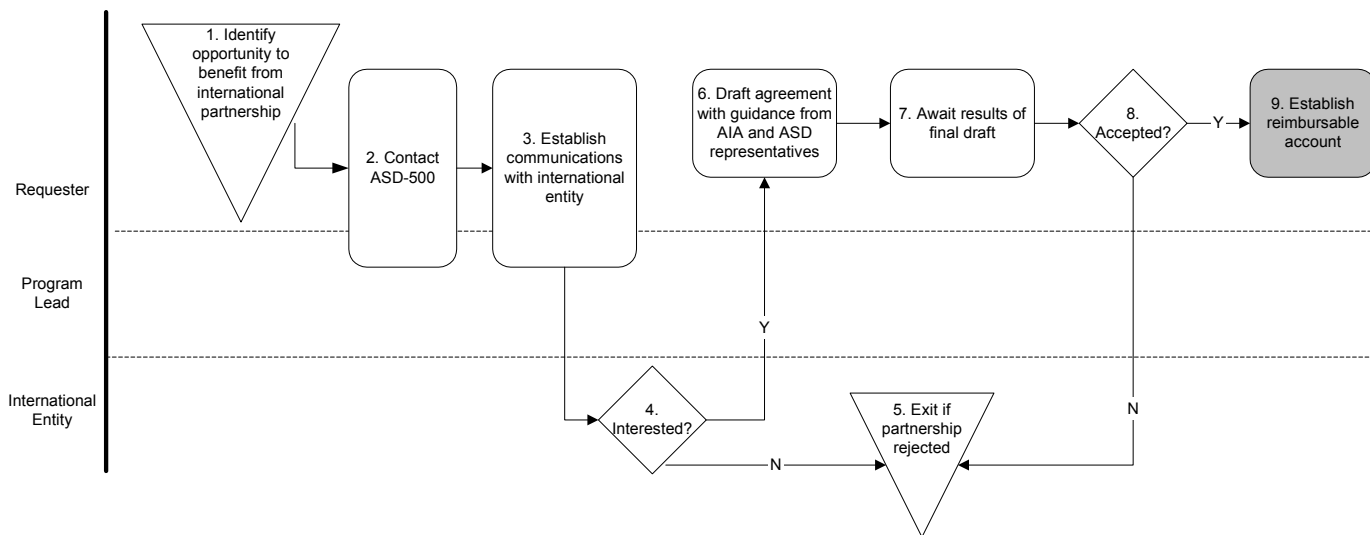 1. Identify
opportunity to
benefit from
international
partnership
2. Contact
ASD-500
3. Establish
communications
with international
entity
6. Draft agreement
with guidance from
AIA and ASD
representatives
7. Await results of
final draft
8.
Accepted?
Y
9. Establish
reimbursable
account
Requester
Program
Lead
Y
International
Entity
4.
Interested?
N
5. Exit if
partnership
rejected
N